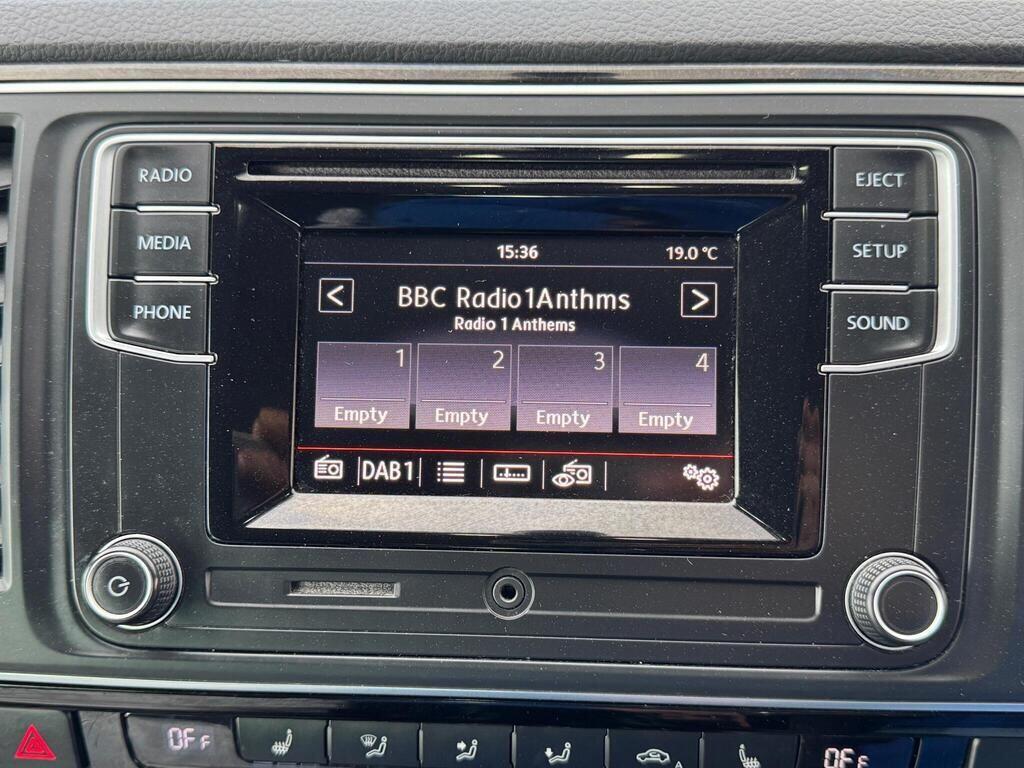 RADIO
MEDIA
PHONE
EJECT
SETUP
SOUND
15:36 19.0 °C
< BBC Radio1Anthms >
Radio 1 Anthems
1 2 3 4
Empty Empty Empty Empty
DAB1
OFF A OFF